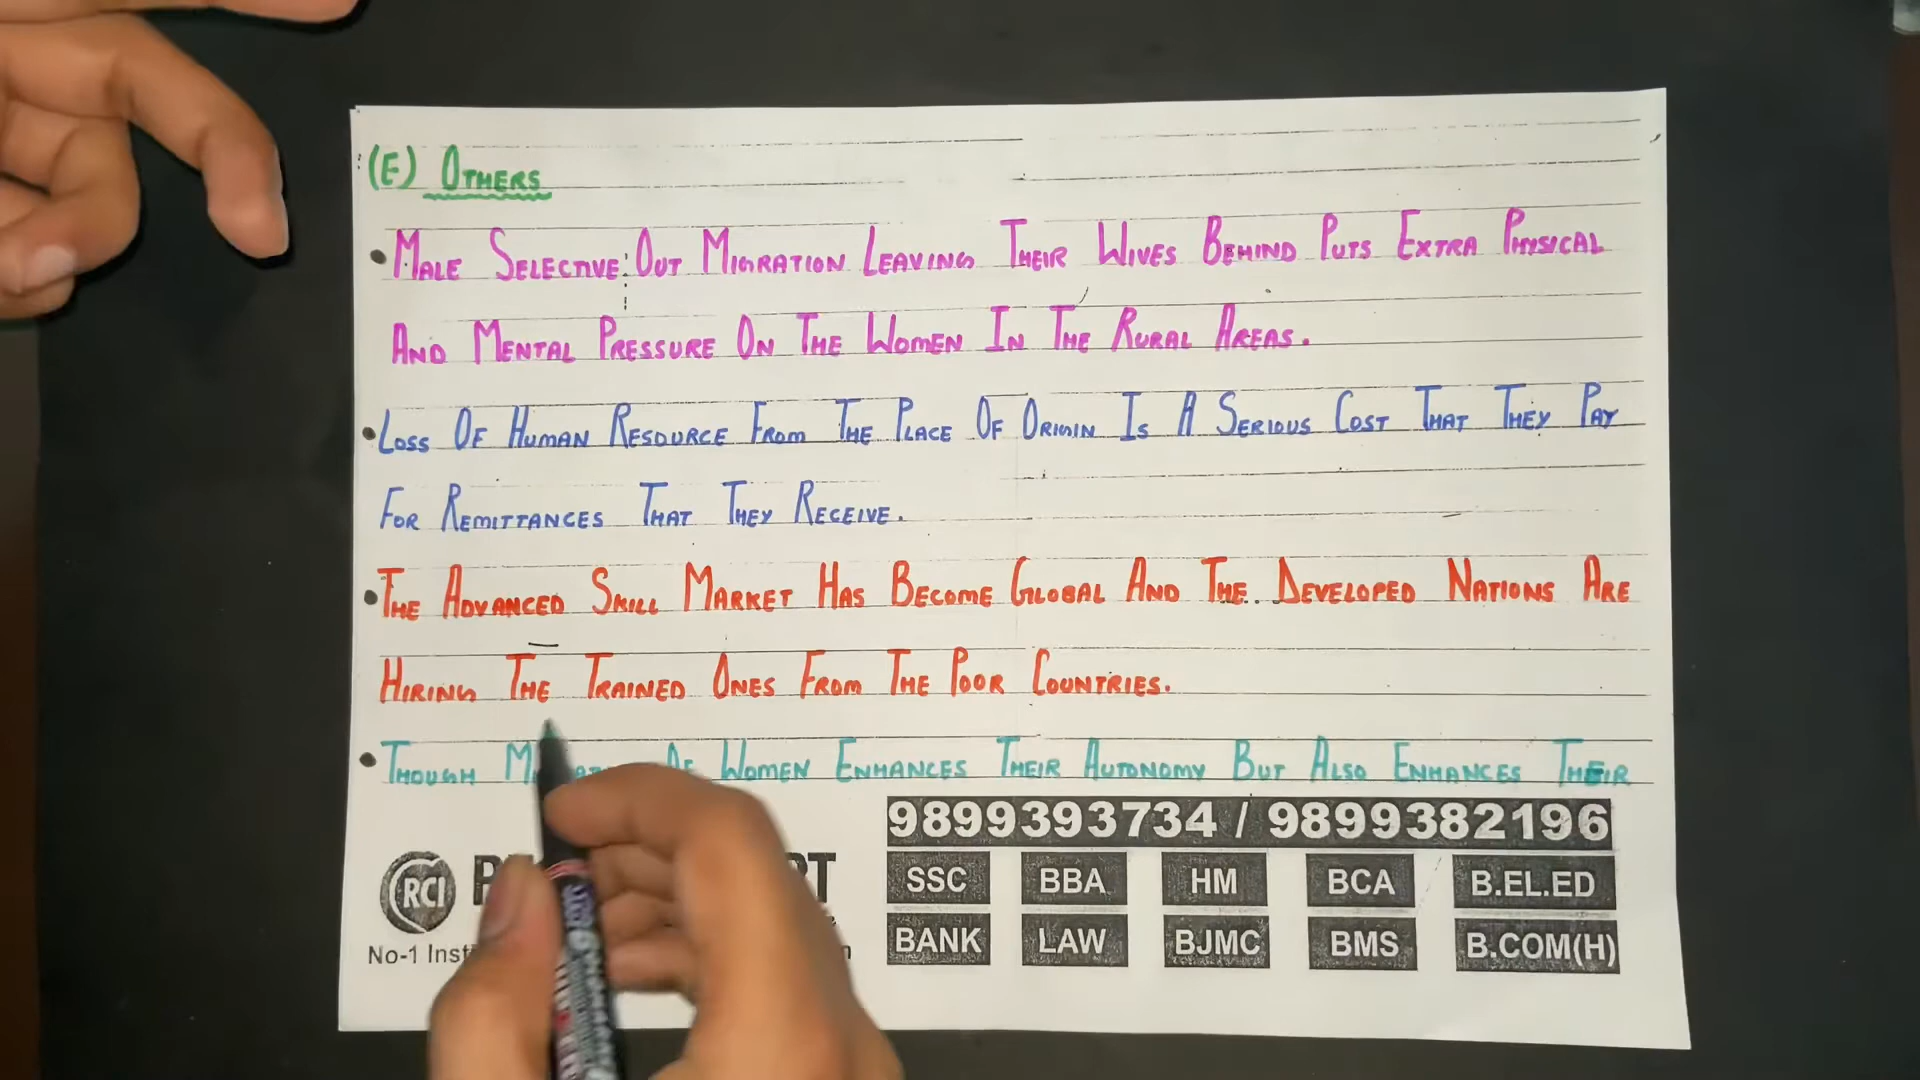 (E) OTHERS
• MALE SELECTIVE OUT MIGRATION LEAVING THEIR WIVES BEHIND PUTS EXTRA PHYSICAL
AND MENTAL PRESSURE ON THE WOMEN IN THE RURAL AREAS.
• LOSS OF HUMAN RESOURCE FROM THE PLACE OF ORIGIN IS A SERIOUS COST THAT THEY PAY
FOR REMITTANCES THAT THEY RECEIVE.
• THE ADVANCED SKILL MARKET HAS BECOME GLOBAL AND THE DEVELOPED NATIONS ARE
HIRING THE TRAINED ONES FROM THE POOR COUNTRIES.
• THOUGH OF WOMEN ENHANCES THEIR AUTONOMY BUT ALSO ENHANCES THEIR
9899393734 / 9899382196
RCI
No-1
SSC BBA HM BCA B.EL.ED
BANK LAW BJMC BMS B.COM(H)